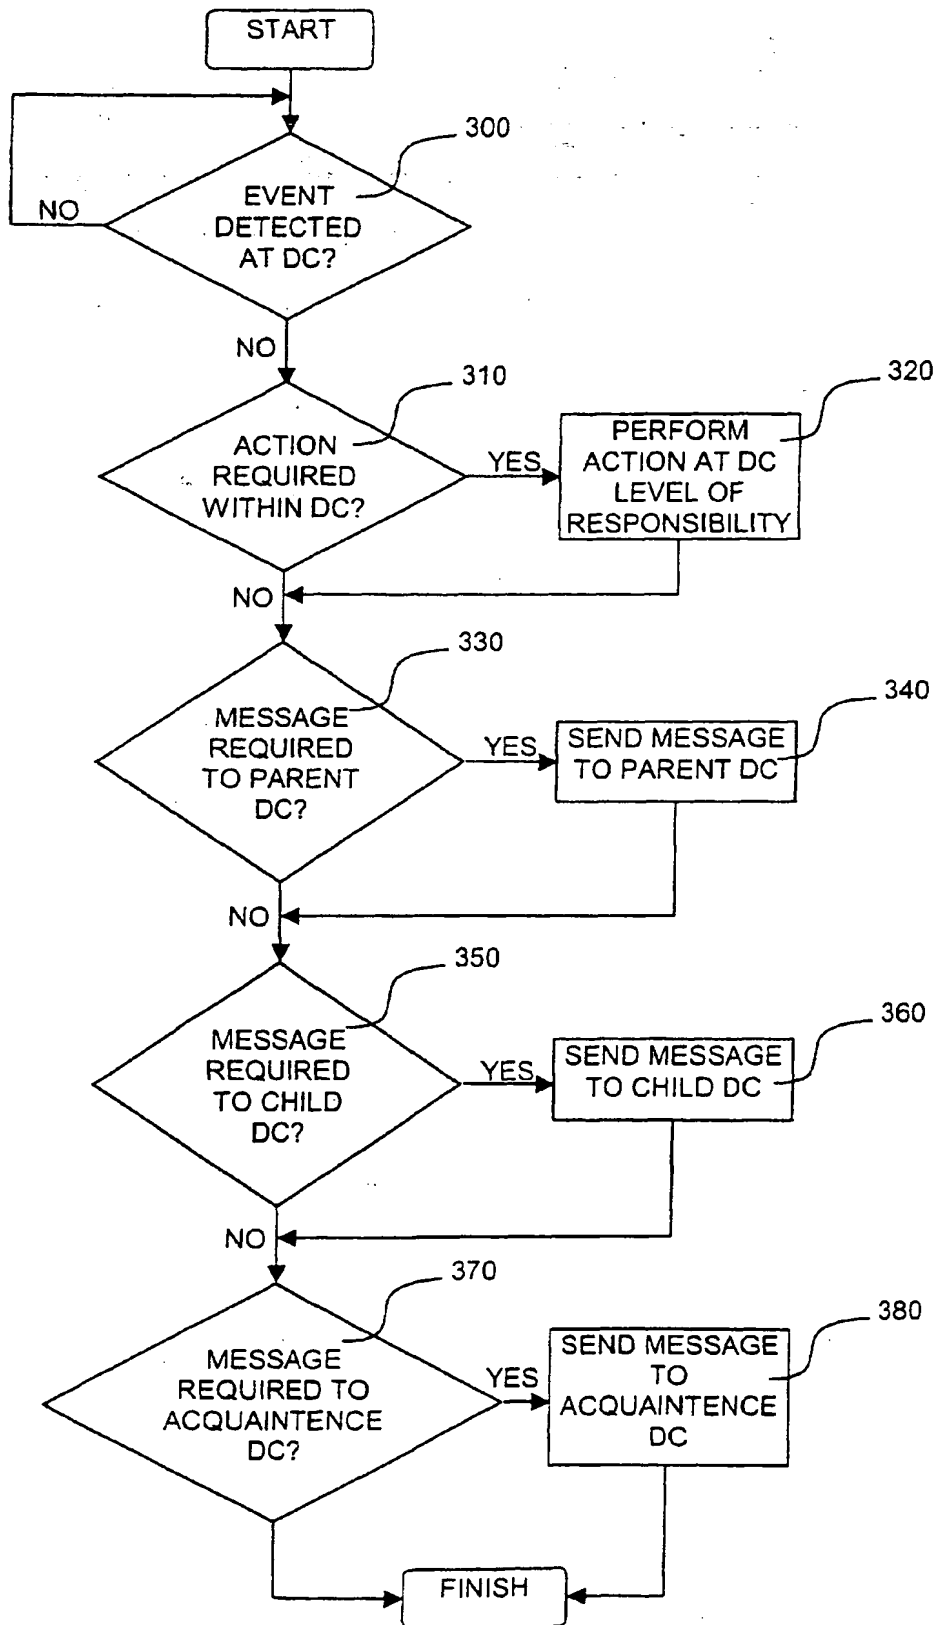 START
300
EVENT
DETECTED
AT DC?
NO
NO
310
ACTION
REQUIRED
WITHIN DC?
YES
320
PERFORM
ACTION AT DC
LEVEL OF
RESPONSIBILITY
NO
330
MESSAGE
REQUIRED
TO PARENT
DC?
YES
340
SEND MESSAGE
TO PARENT DC
NO
350
MESSAGE
REQUIRED
TO CHILD
DC?
YES
360
SEND MESSAGE
TO CHILD DC
NO
370
MESSAGE
REQUIRED TO
ACQUAINTENCE
DC?
YES
380
SEND MESSAGE
TO
ACQUAINTENCE
DC
FINISH